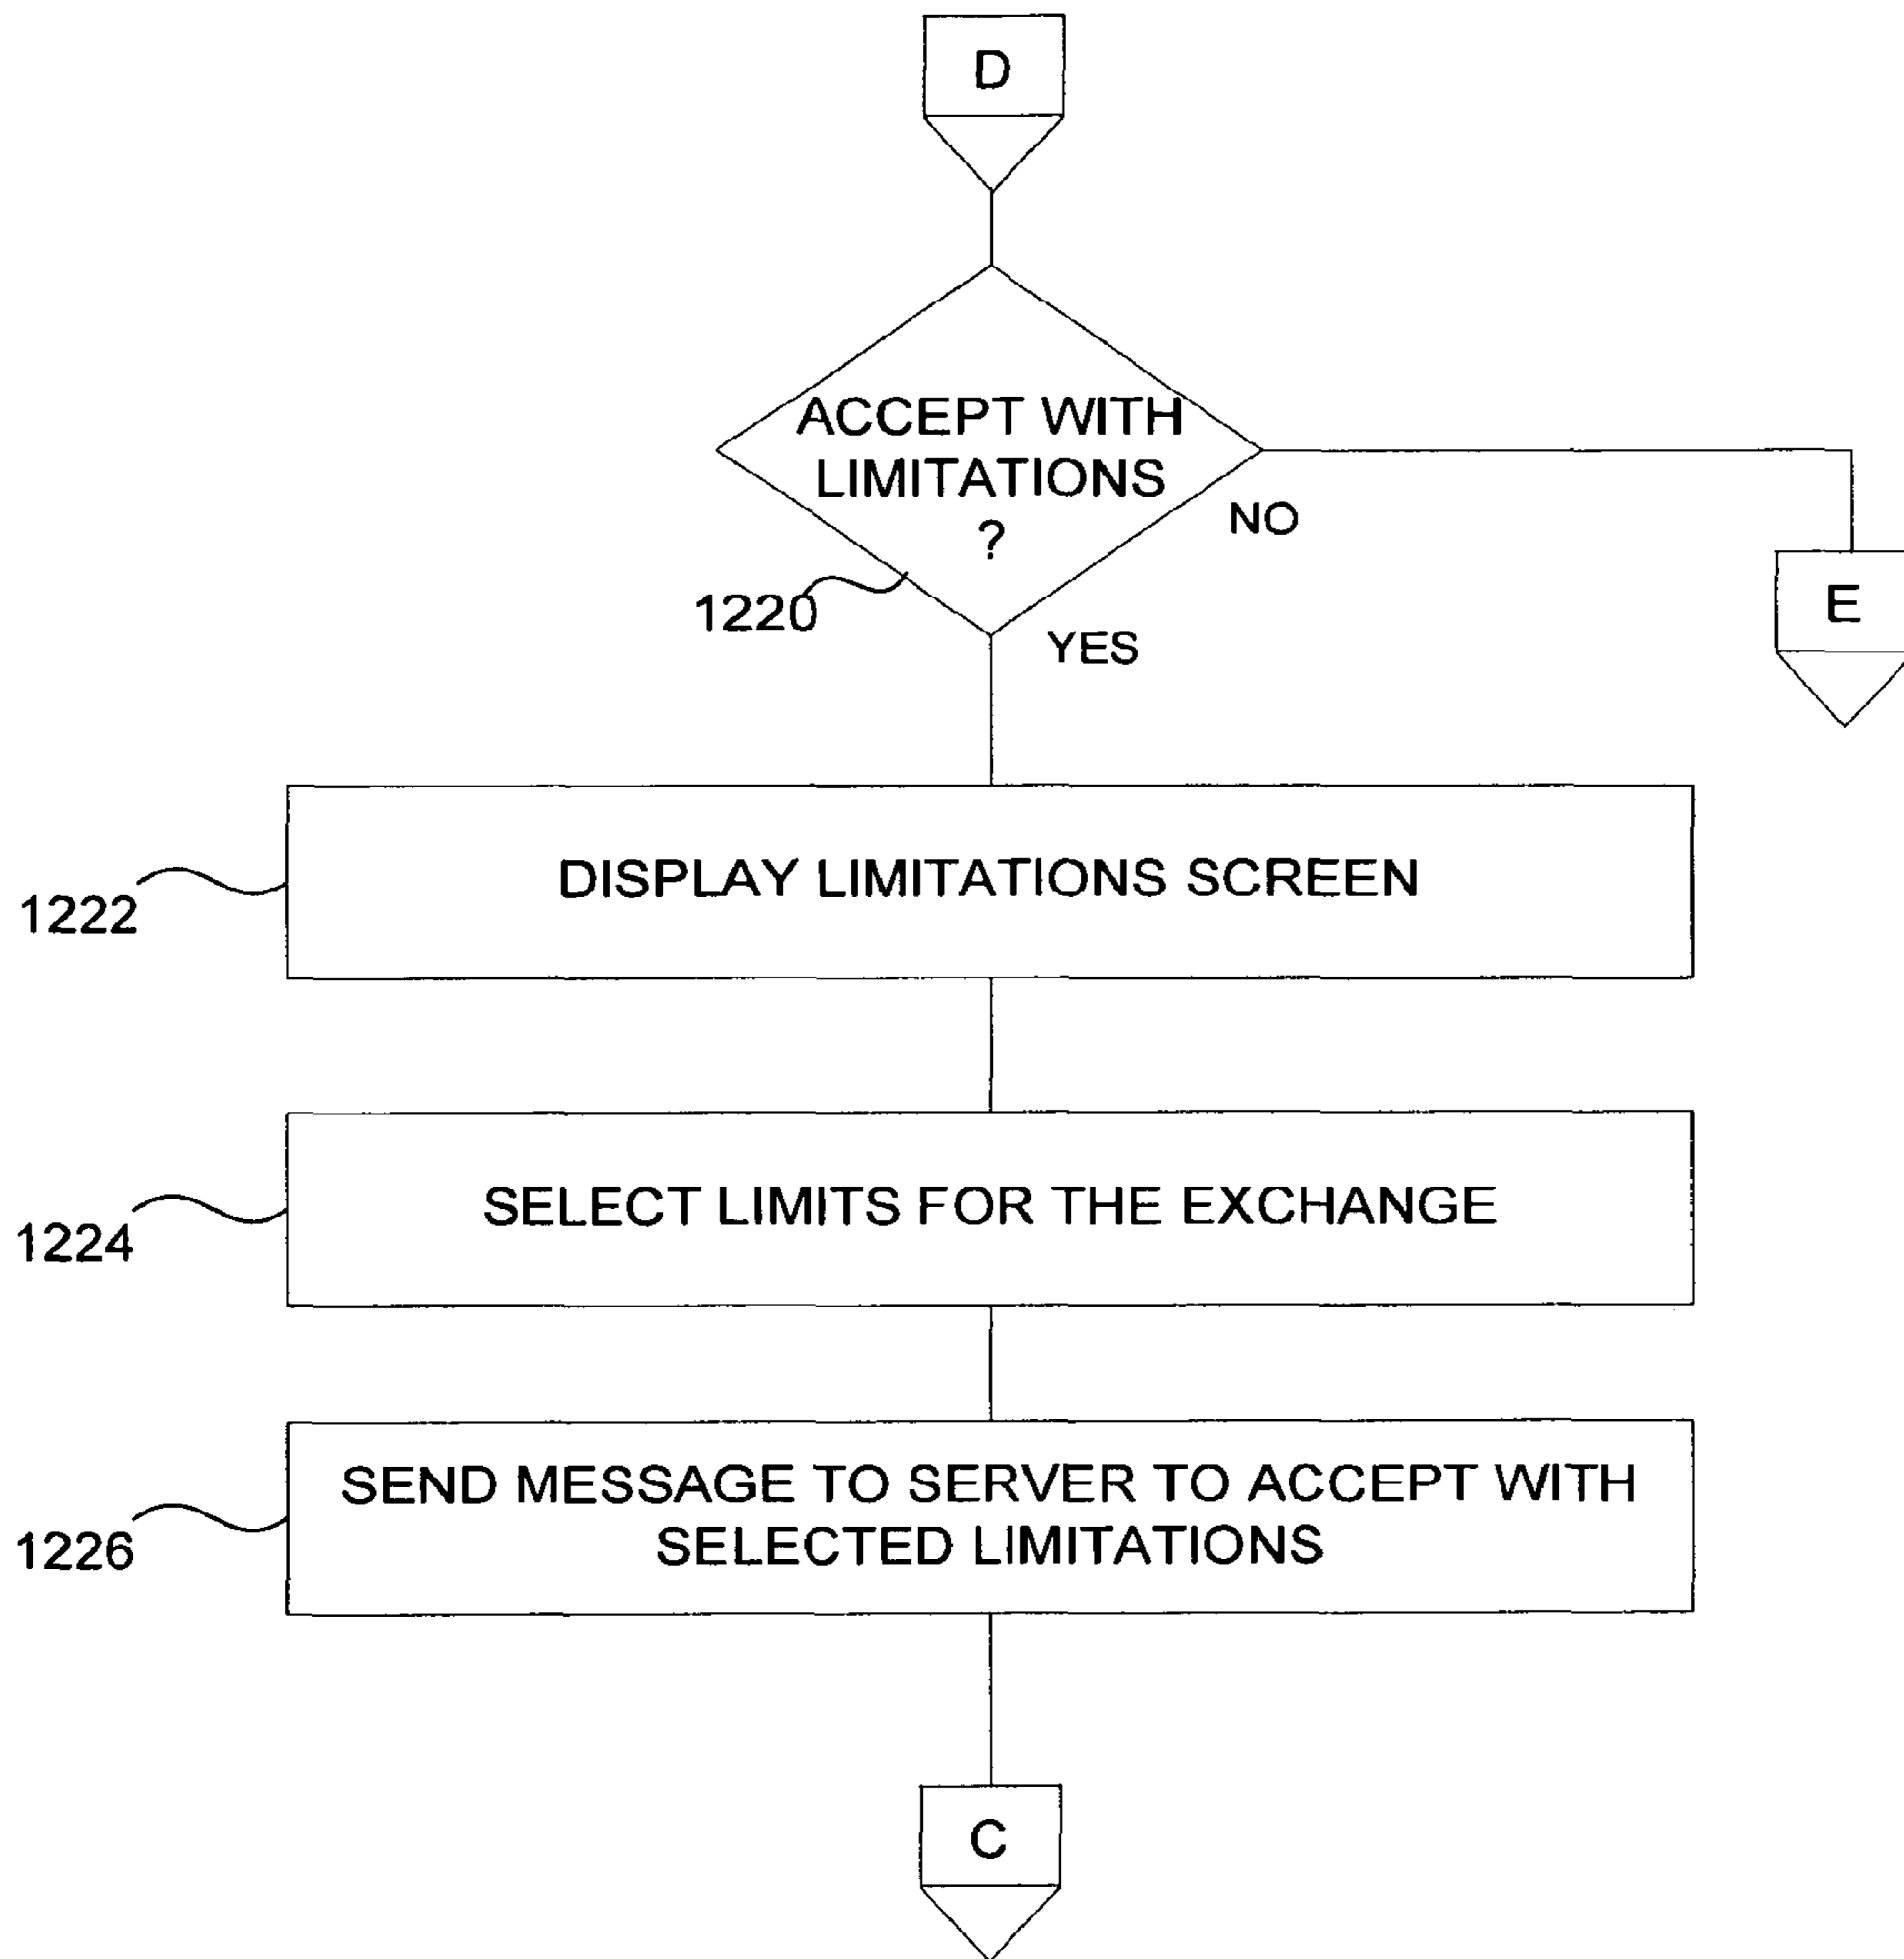 D
ACCEPT WITH
LIMITATIONS
?
NO
1220
YES
E
DISPLAY LIMITATIONS SCREEN
1222
SELECT LIMITS FOR THE EXCHANGE
1224
SEND MESSAGE TO SERVER TO ACCEPT WITH
SELECTED LIMITATIONS
1226
C